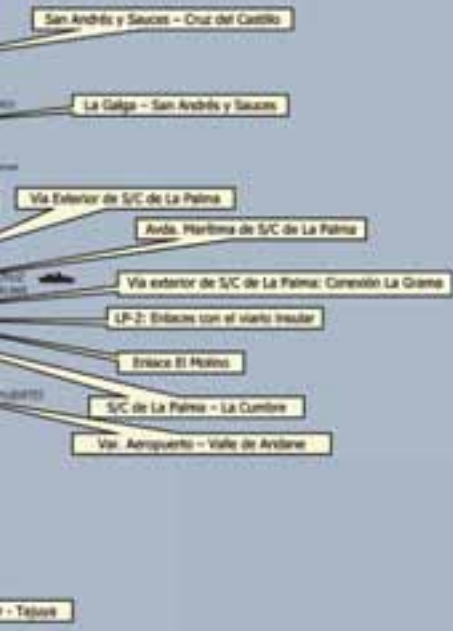 San Andrés y Sauces – Cruz del Castillo
La Galga – San Andrés y Sauces
Vía Exterior de S/C de La Palma
Avda. Marítima de S/C de La Palma
Vía exterior de S/C de La Palma: Conexión La Grama
LP-2: Enlaces con el viario insular
Enlace El Molino
S/C de La Palma – La Cumbre
Var. Aeropuerto – Valle de Aridane
- Tajuya